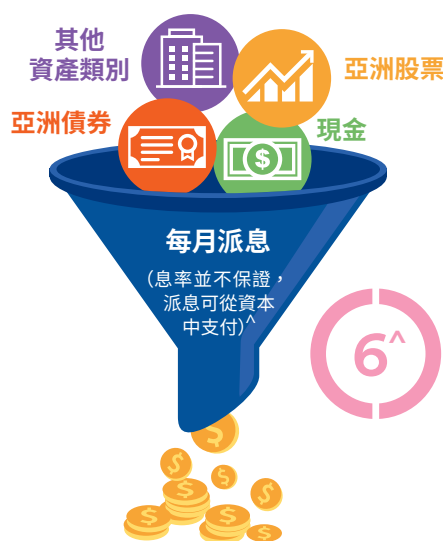 其他
資產類別
亞洲股票
亞洲債券
現金
$
每月派息
（息率並不保證，
派息可從資本
中支付）^
6^
$
$
$
$
$
$
$
$